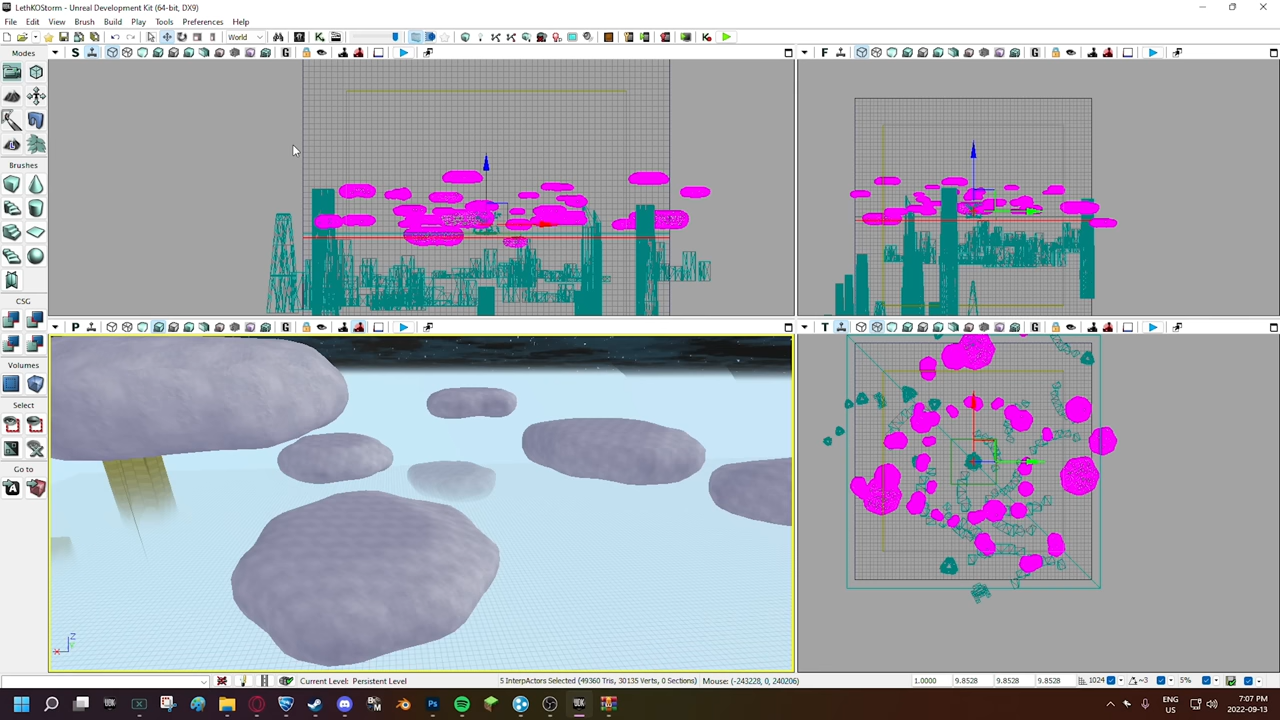 LethKOStorm - Unreal Development Kit (64-bit, DX9)
File Edit View Brush Build Play Tools Preferences Help
World
Modes
S
G
F
G
Brushes
CSG
P
G
T
G
Volumes
Select
Go to
Z
X
Current Level: Persistent Level
5 InterpActors Selected (49360 Tris, 30135 Verts, 0 Sections)
Mouse: (-243228, 0, 240206)
1.0000
9.8528
9.8528
9.8528
1024
~3
5%
ENG
US
7:07 PM
2022-09-13